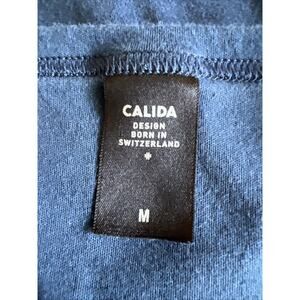 CALIDA
DESIGN
BORN IN
SWITZERLAND
M